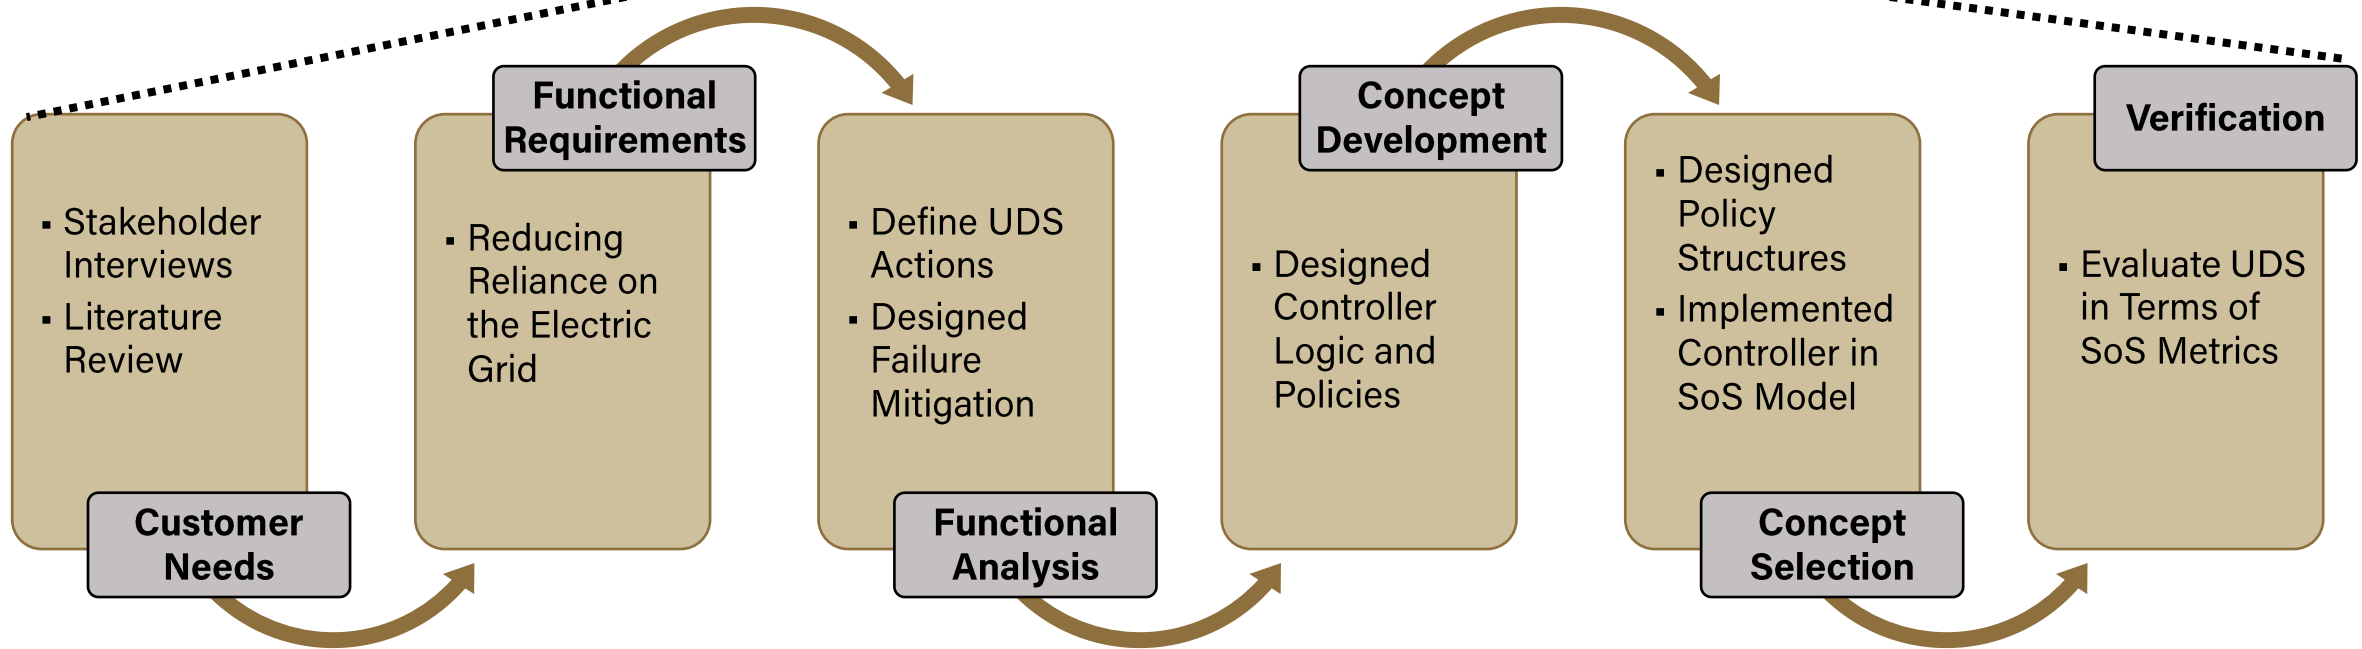 Stakeholder
Interviews
Literature
Review
Customer
Needs
Functional
Requirements
Reducing
Reliance on
the Electric
Grid
Define UDS
Actions
Designed
Failure
Mitigation
Functional
Analysis
Concept
Development
Designed
Controller
Logic and
Policies
Designed
Policy
Structures
Implemented
Controller in
SoS Model
Concept
Selection
Verification
Evaluate UDS
in Terms of
SoS Metrics